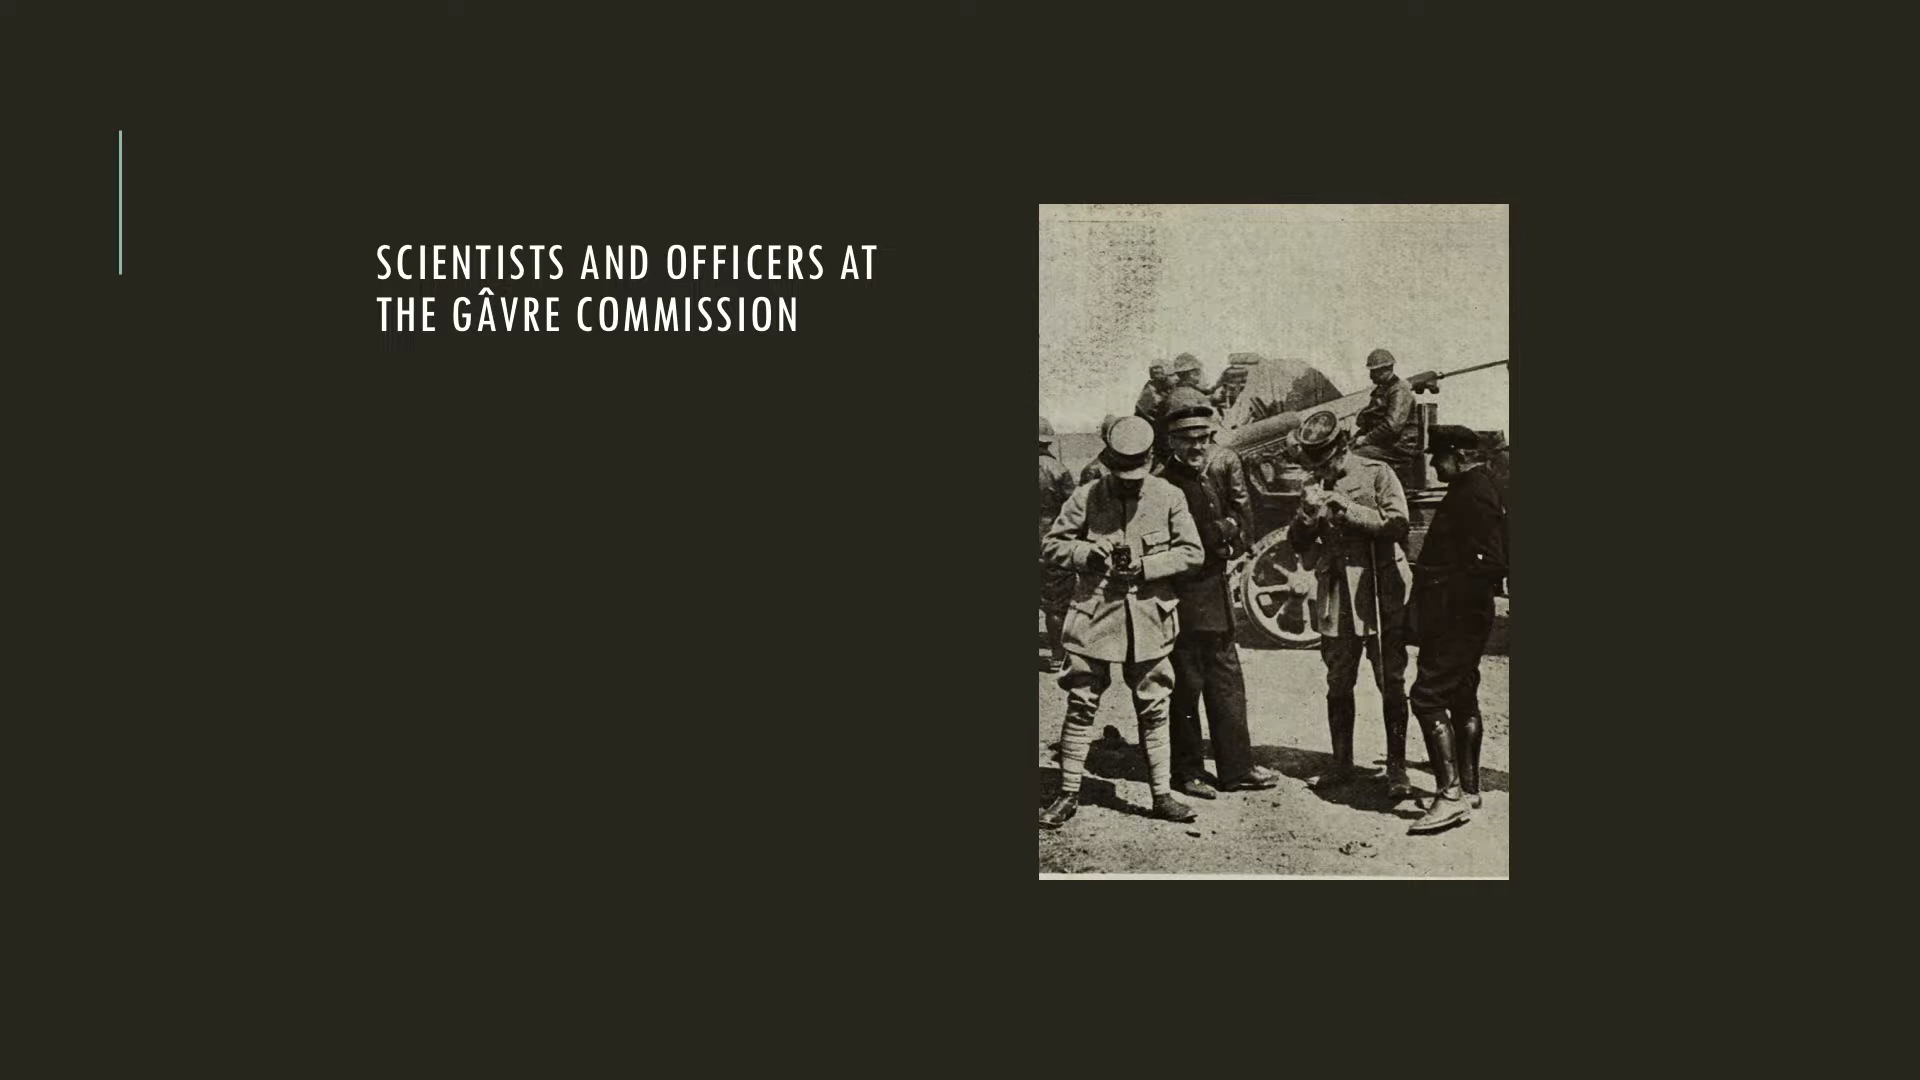 SCIENTISTS AND OFFICERS AT
THE GÂVRE COMMISSION